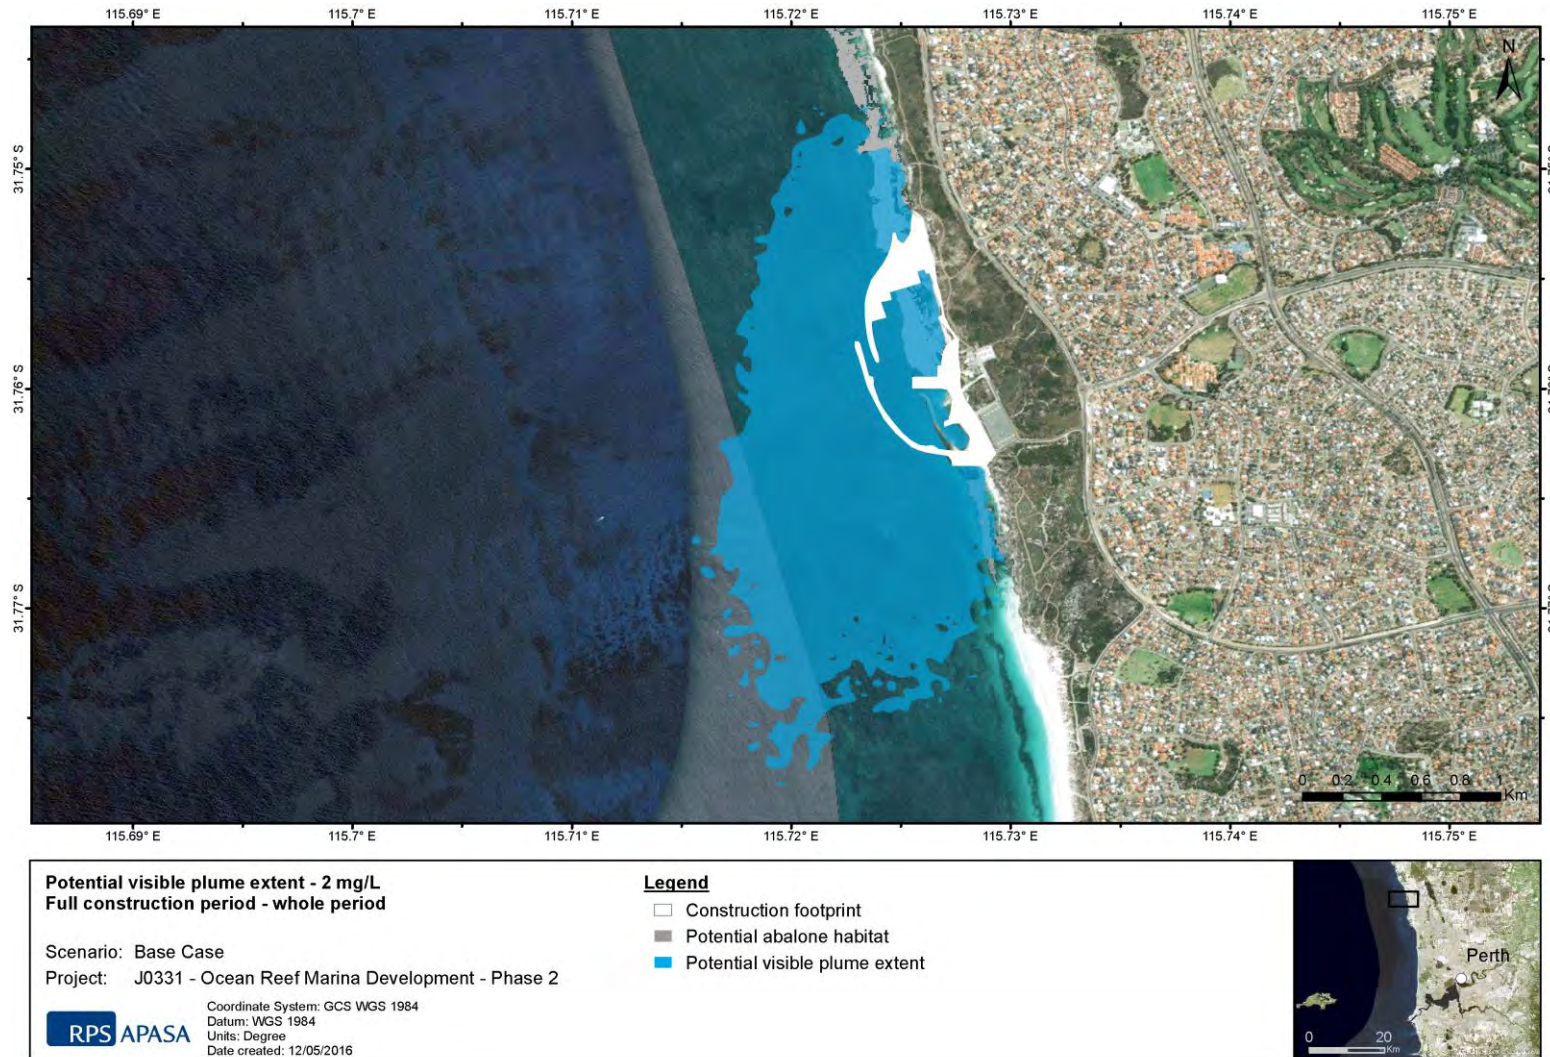 115.69° E 115.7° E 115.71° E 115.72° E 115.73° E 115.74° E 115.75° E
N
31.75° S
31.76° S
31.77° S
0 0.2 0.4 0.6 0.8 1
Km
115.69° E 115.7° E 115.71° E 115.72° E 115.73° E 115.74° E 115.75° E
Potential visible plume extent - 2 mg/L
Full construction period - whole period
Scenario: Base Case
Project: J0331 - Ocean Reef Marina Development - Phase 2
RPS APASA
Coordinate System: GCS WGS 1984
Datum: WGS 1984
Units: Degree
Date created: 12/05/2016
Legend
Construction footprint
Potential abalone habitat
Potential visible plume extent
Perth
0 20
Km